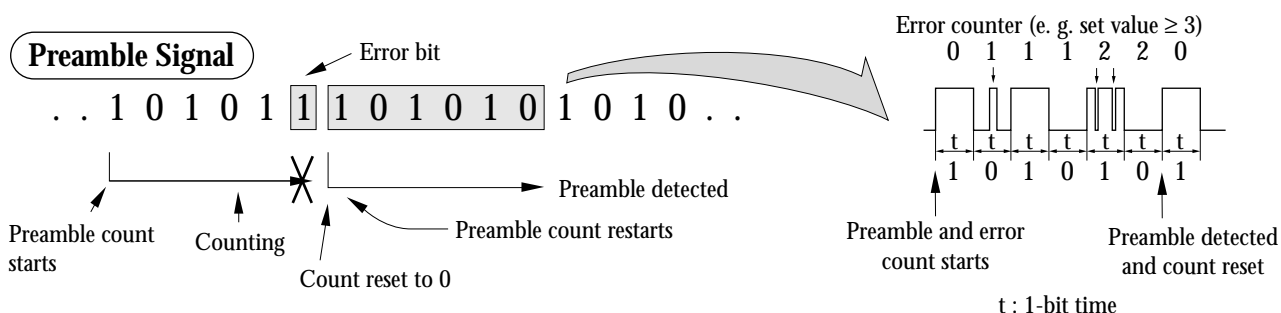 Error counter (e. g. set value ≥ 3)
0 1 1 1 2 2 0
Preamble Signal
Error bit
. . 1 0 1 0 1 1 1 1 0 1 0 1 0 1 0 1 0 . .
t t t t t t t
1 0 1 0 1 0 1
Preamble detected
Preamble count
starts
Counting
Preamble count restarts
Count reset to 0
Preamble and error
count starts
Preamble detected
and count reset
t : 1-bit time